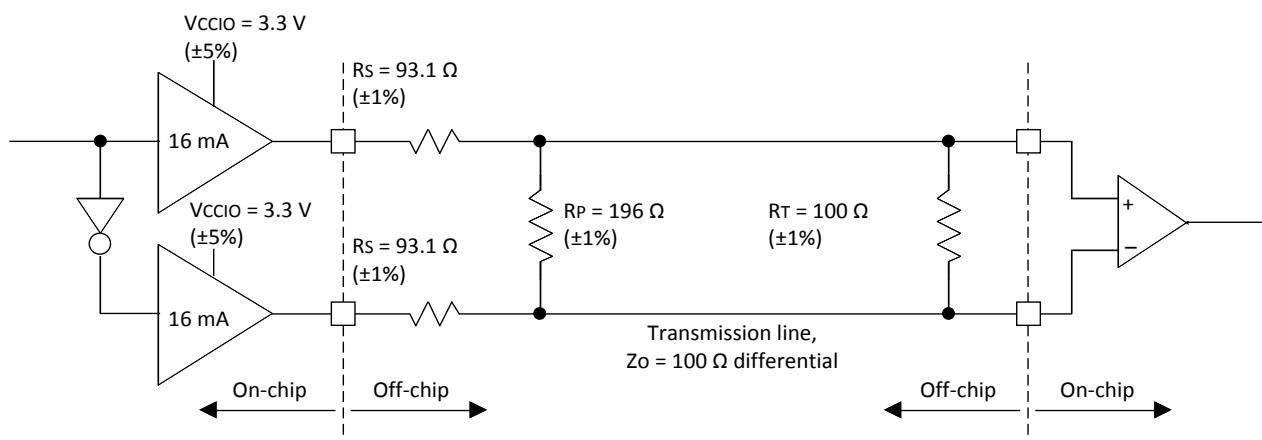 VCCIO = 3.3 V
(±5%)
RS = 93.1 Ω
(±1%)
16 mA
VCCIO = 3.3 V
(±5%)
RP = 196 Ω
(±1%)
RT = 100 Ω
(±1%)
+
−
RS = 93.1 Ω
(±1%)
16 mA
Transmission line,
Zo = 100 Ω differential
On-chip
Off-chip
Off-chip
On-chip